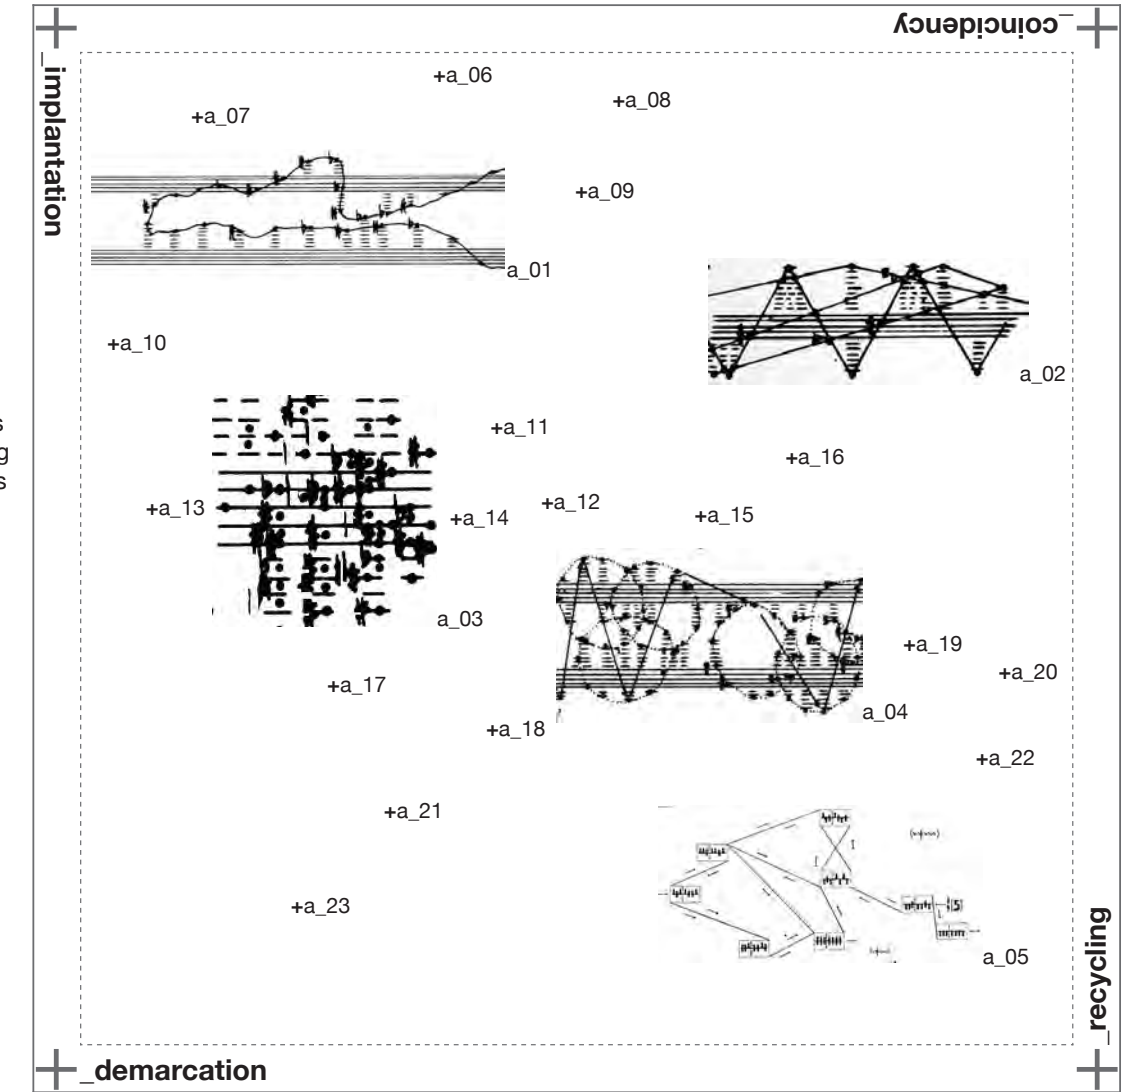 _coincidency
_implantation
+a_06
+a_08
+a_07
+a_09
a_01
+a_10
a_02
s
g
s
+a_11
+a_16
+a_13
+a_12
+a_14
+a_15
a_03
+a_19
+a_20
+a_17
a_04
+a_18
+a_22
+a_21
+a_23
a_05
_recycling
_demarcation